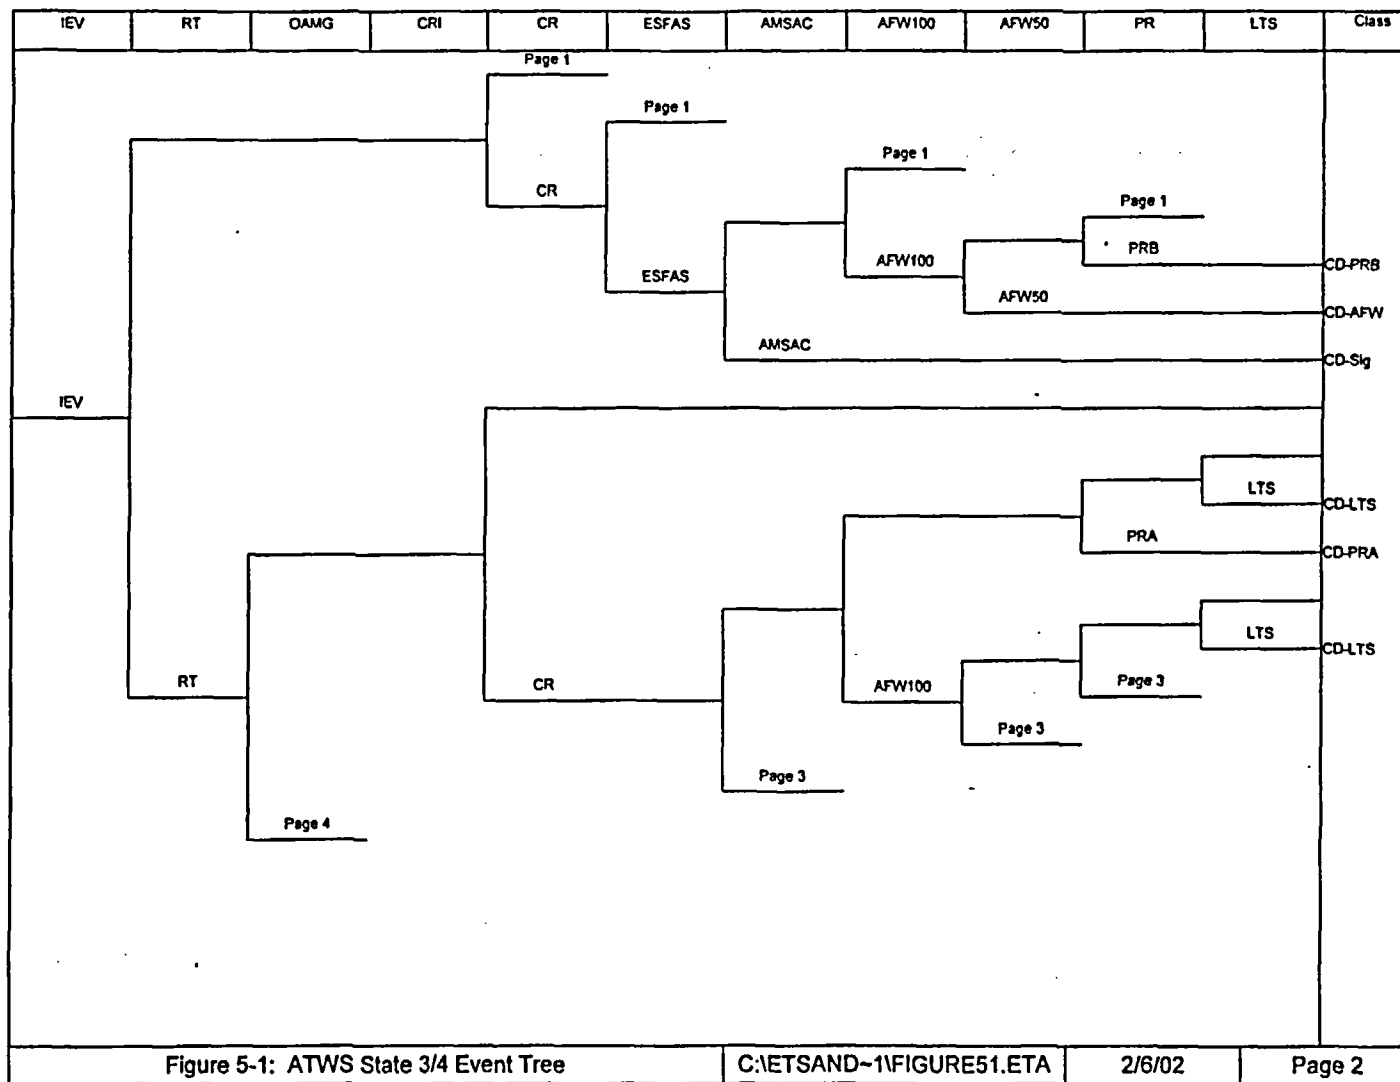 IEV RT OAMG CRI CR ESFAS AMSAC AFW100 AFW50 PR LTS Class
Page 1
Page 1
Page 1
CR
Page 1
PRB
AFW100
CD-PRB
ESFAS
AFW50
CD-AFW
AMSAC
CD-Sig
IEV
LTS
CD-LTS
PRA
CD-PRA
LTS
CD-LTS
RT
CR
AFW100
Page 3
Page 3
Page 3
Page 4
Figure 5-1: ATWS State 3/4 Event Tree C:\ETSAND~1\FIGURE51.ETA 2/6/02 Page 2